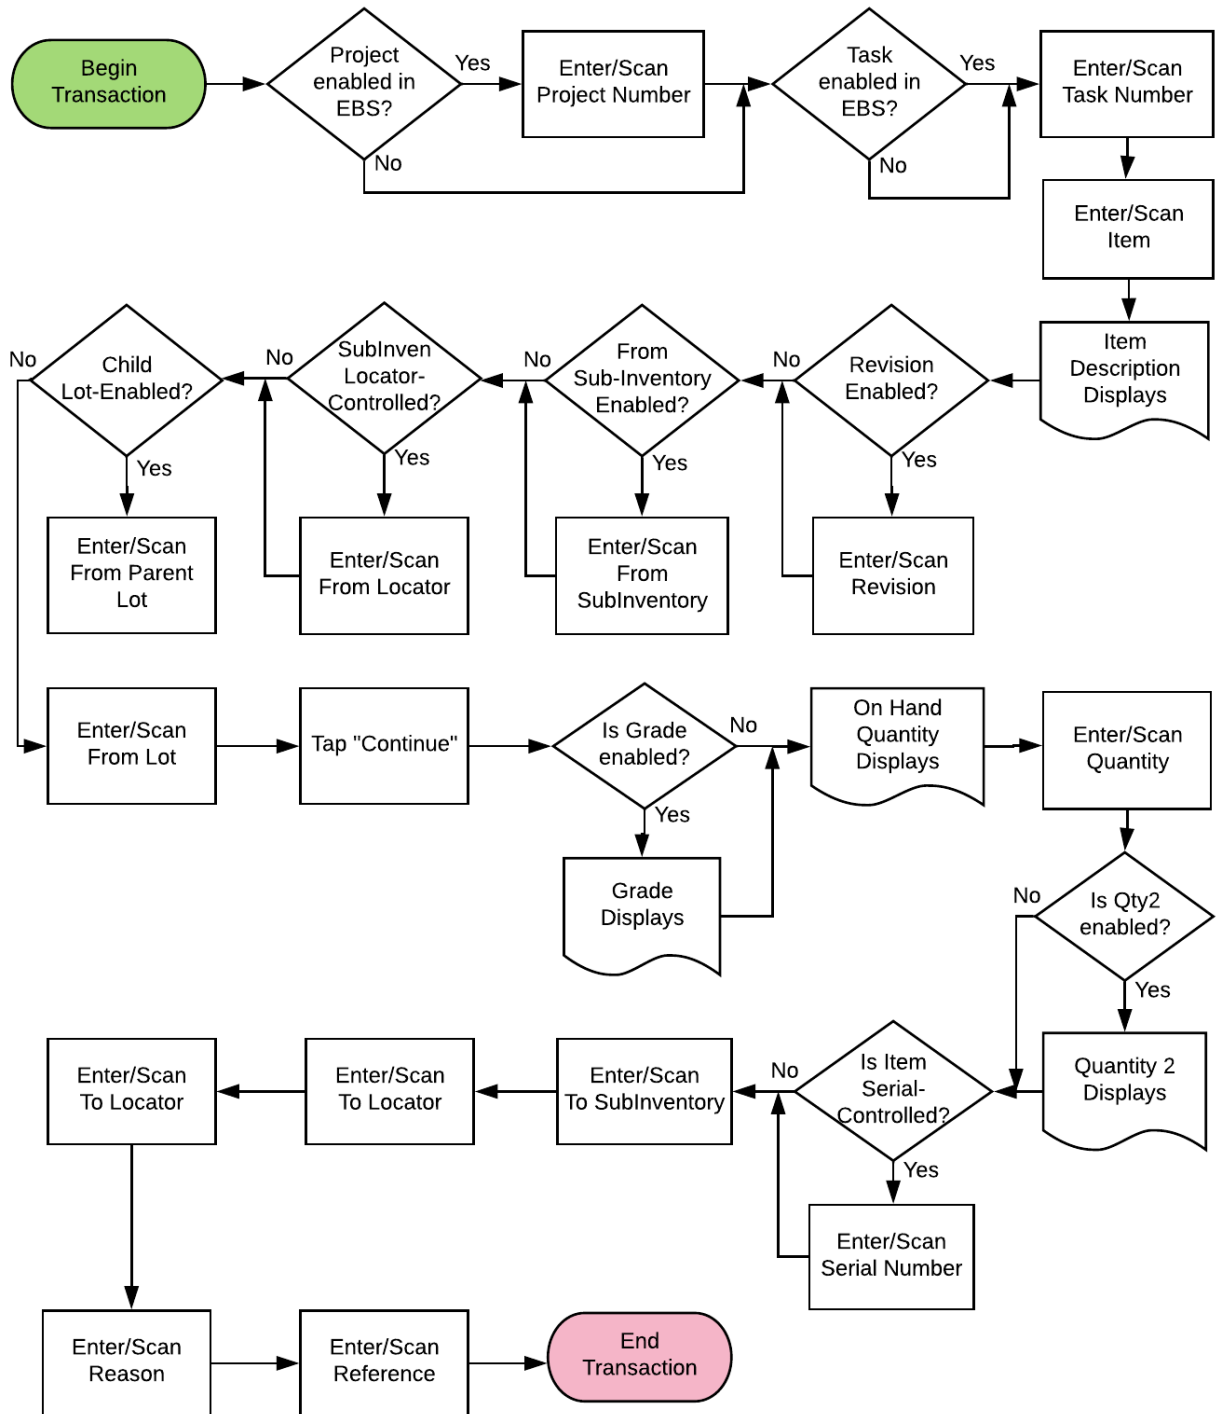 Begin
Transaction
Project
enabled in
EBS?
Yes
No
Enter/Scan
Project Number
Task
enabled in
EBS?
Yes
No
Enter/Scan
Task Number
Enter/Scan
Item
Item
Description
Displays
Revision
Enabled?
No
Yes
Enter/Scan
Revision
From
Sub-Inventory
Enabled?
No
Yes
Enter/Scan
From
SubInventory
SubInven
Locator-
Controlled?
No
Yes
Enter/Scan
From Locator
Child
Lot-Enabled?
No
Yes
Enter/Scan
From Parent
Lot
Enter/Scan
From Lot
Tap "Continue"
Is Grade
enabled?
No
Yes
Grade
Displays
On Hand
Quantity
Displays
Enter/Scan
Quantity
Is Qty2
enabled?
No
Yes
Quantity 2
Displays
Is Item
Serial-
Controlled?
No
Yes
Enter/Scan
Serial Number
Enter/Scan
To SubInventory
Enter/Scan
To Locator
Enter/Scan
To Locator
Enter/Scan
Reason
Enter/Scan
Reference
End
Transaction